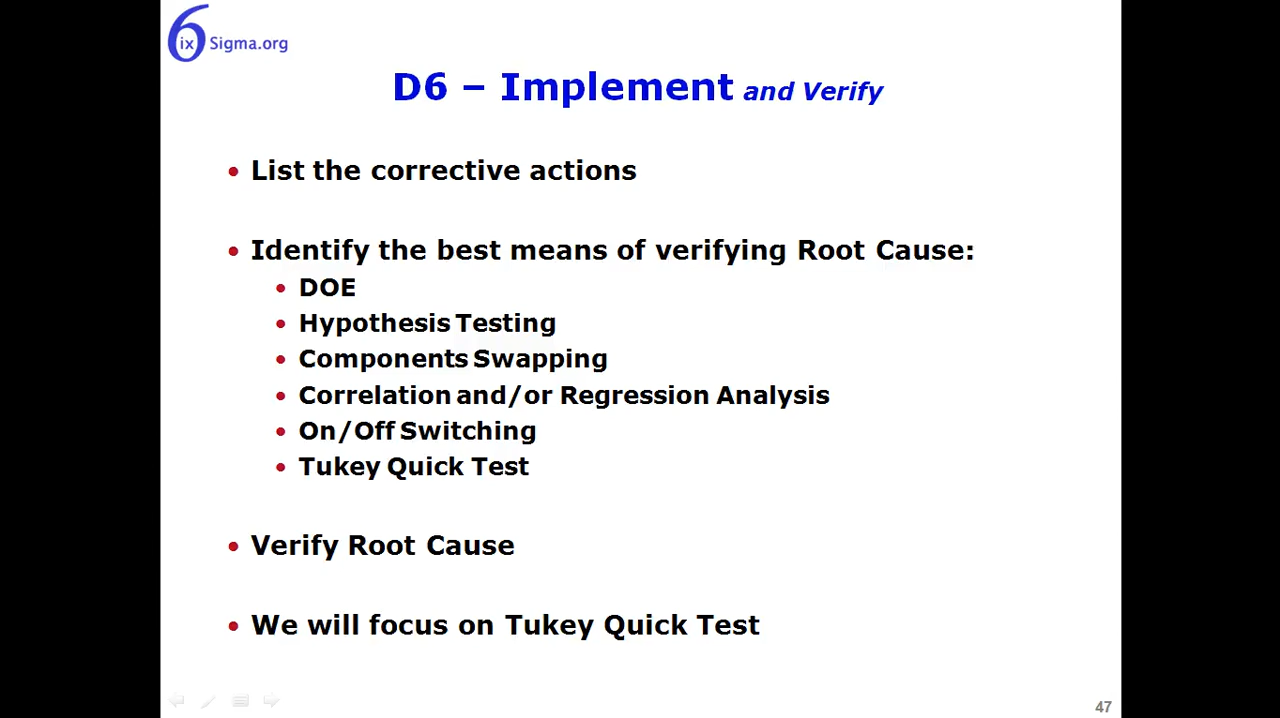 6ix Sigma.org
D6 – Implement and Verify
• List the corrective actions
• Identify the best means of verifying Root Cause:
• DOE
• Hypothesis Testing
• Components Swapping
• Correlation and/or Regression Analysis
• On/Off Switching
• Tukey Quick Test
• Verify Root Cause
• We will focus on Tukey Quick Test
47